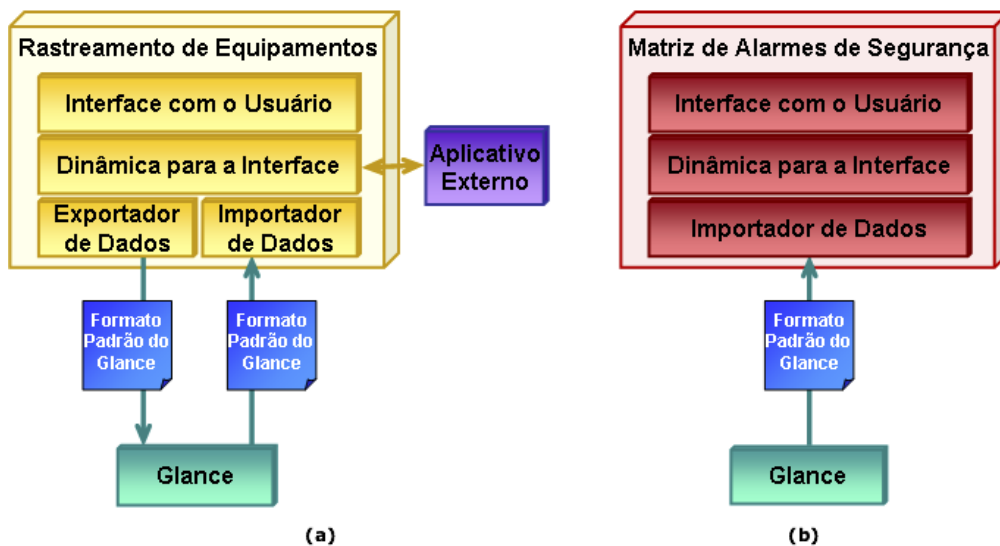 Rastreamento de Equipamentos
Interface com o Usuário
Dinâmica para a Interface
Exportador
de Dados
Importador
de Dados
Aplicativo
Externo
Formato
Padrão do
Glance
Formato
Padrão do
Glance
Glance
(a)
Matriz de Alarmes de Segurança
Interface com o Usuário
Dinâmica para a Interface
Importador de Dados
Formato
Padrão do
Glance
Glance
(b)